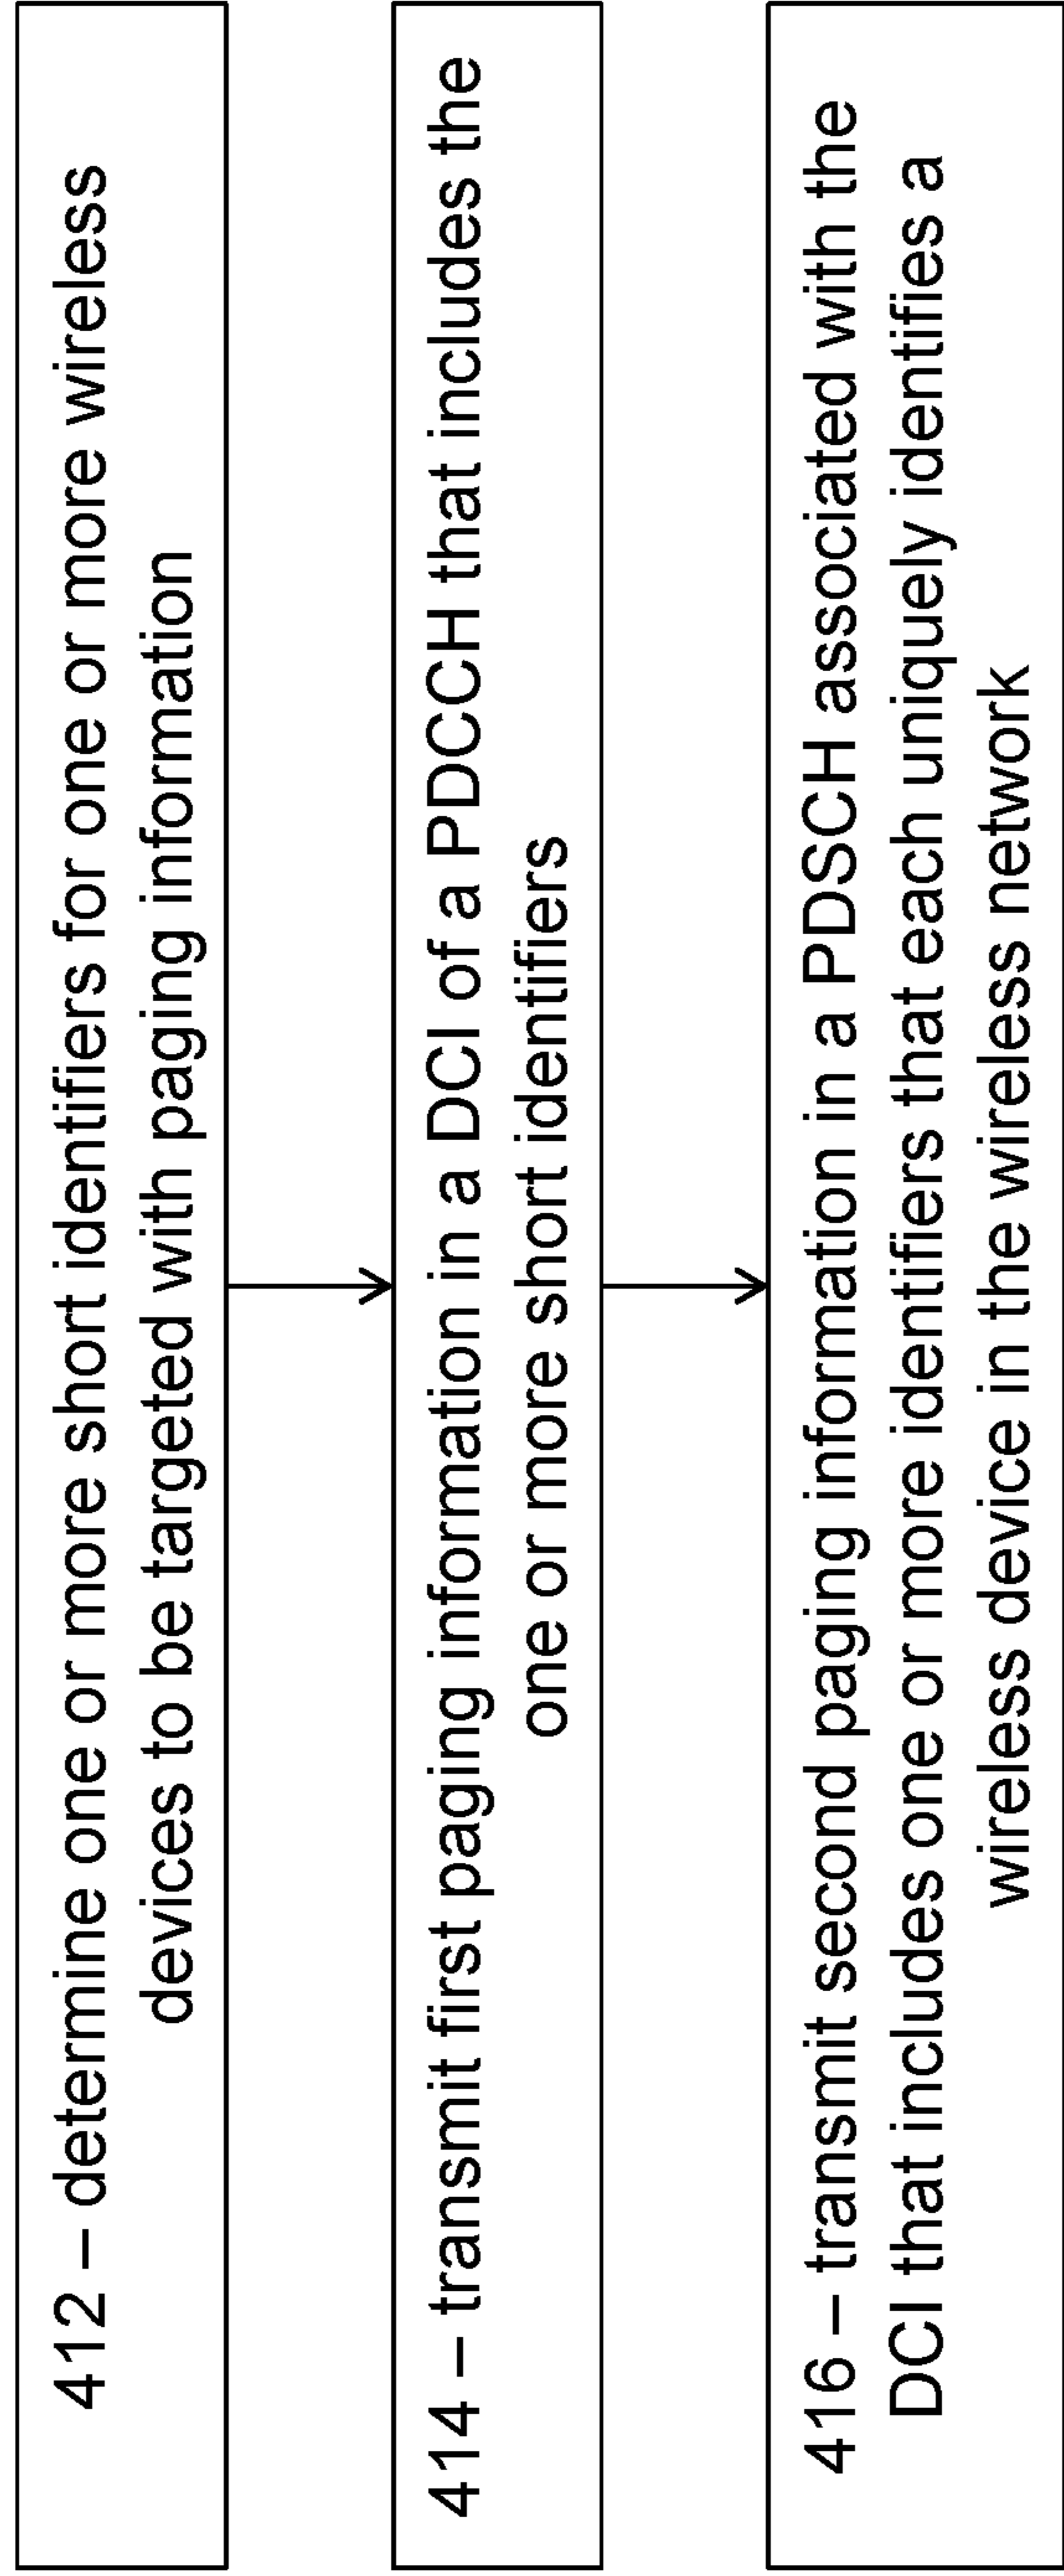 412 – determine one or more short identifiers for one or more wireless
devices to be targeted with paging information
414 – transmit first paging information in a DCI of a PDCCH that includes the
one or more short identifiers
416 – transmit second paging information in a PDSCH associated with the
DCI that includes one or more identifiers that each uniquely identifies a
wireless device in the wireless network